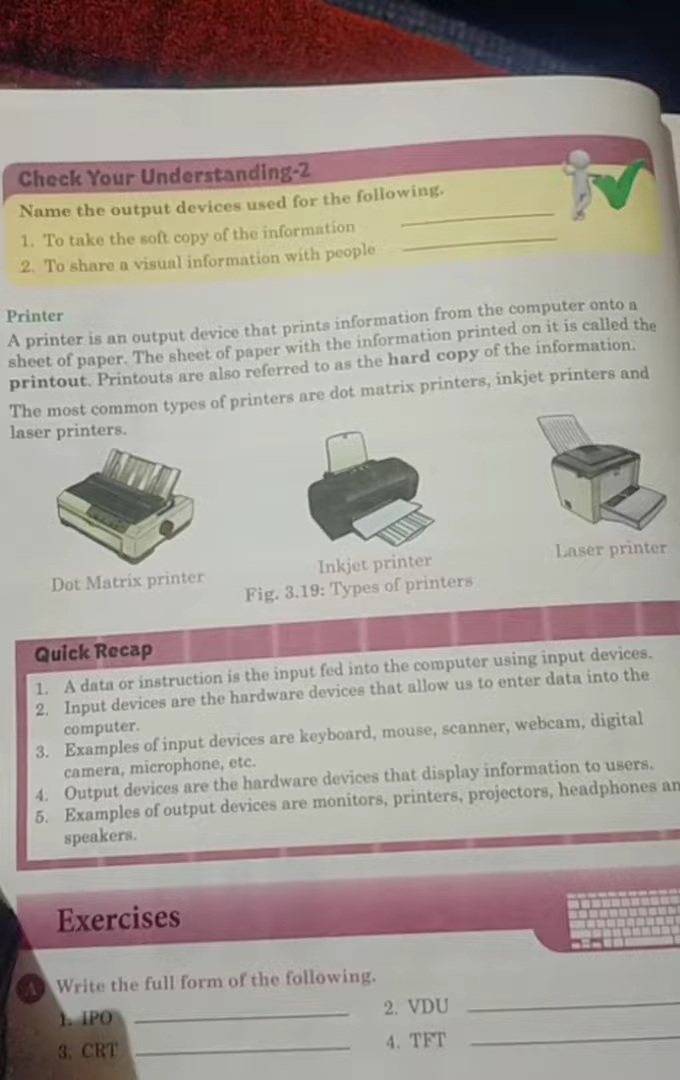 Check Your Understanding-2
Name the output devices used for the following.
1. To take the soft copy of the information
2. To share a visual information with people
Printer
A printer is an output device that prints information from the computer onto a
sheet of paper. The sheet of paper with the information printed on it is called the
printout. Printouts are also referred to as the hard copy of the information.
The most common types of printers are dot matrix printers, inkjet printers and
laser printers.
Dot Matrix printer
Inkjet printer
Laser printer
Fig. 3.19: Types of printers
Quick Recap
1. A data or instruction is the input fed into the computer using input devices.
2. Input devices are the hardware devices that allow us to enter data into the
computer.
3. Examples of input devices are keyboard, mouse, scanner, webcam, digital
camera, microphone, etc.
4. Output devices are the hardware devices that display information to users.
5. Examples of output devices are monitors, printers, projectors, headphones an
speakers.
Exercises
A Write the full form of the following.
1. IPO
2. VDU
3. CRT
4. TFT